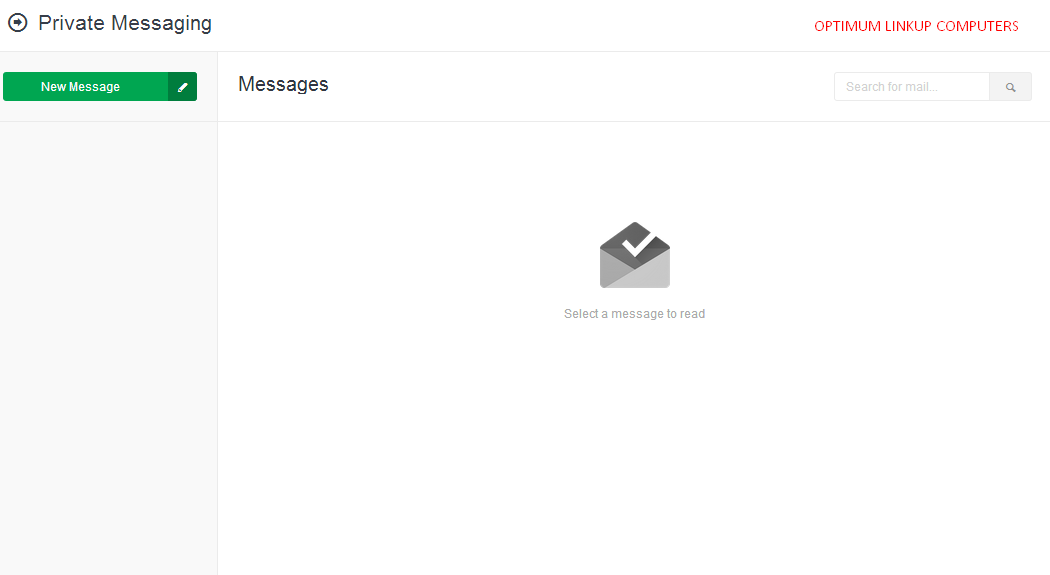 Private Messaging
OPTIMUM LINKUP COMPUTERS
New Message
Messages
Search for mail...
Select a message to read